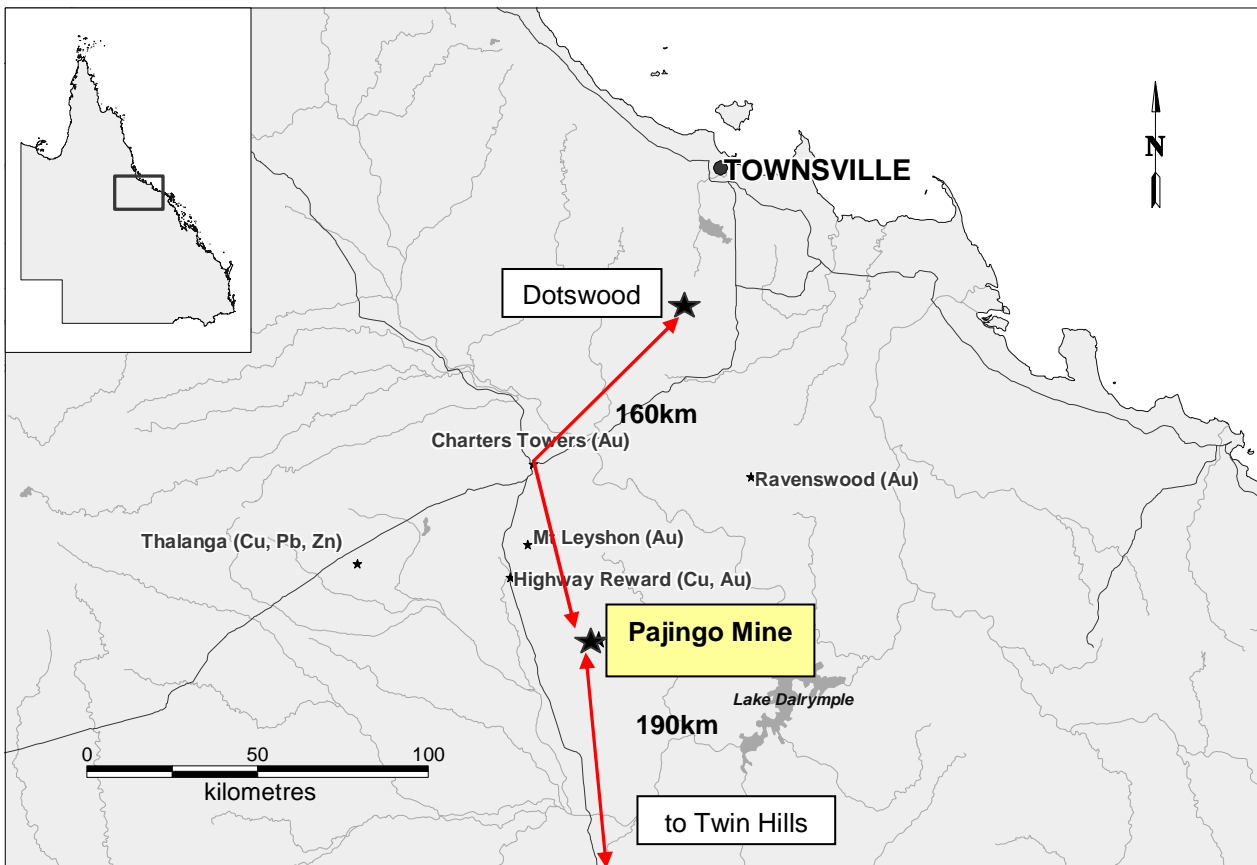 N
TOWNSVILLE
Dotswood
160km
Charters Towers (Au)
Ravenswood (Au)
Thalanga (Cu, Pb, Zn)
Mt Leyshon (Au)
Highway Reward (Cu, Au)
Pajingo Mine
Lake Dalrymple
190km
0 50 100
kilometres
to Twin Hills